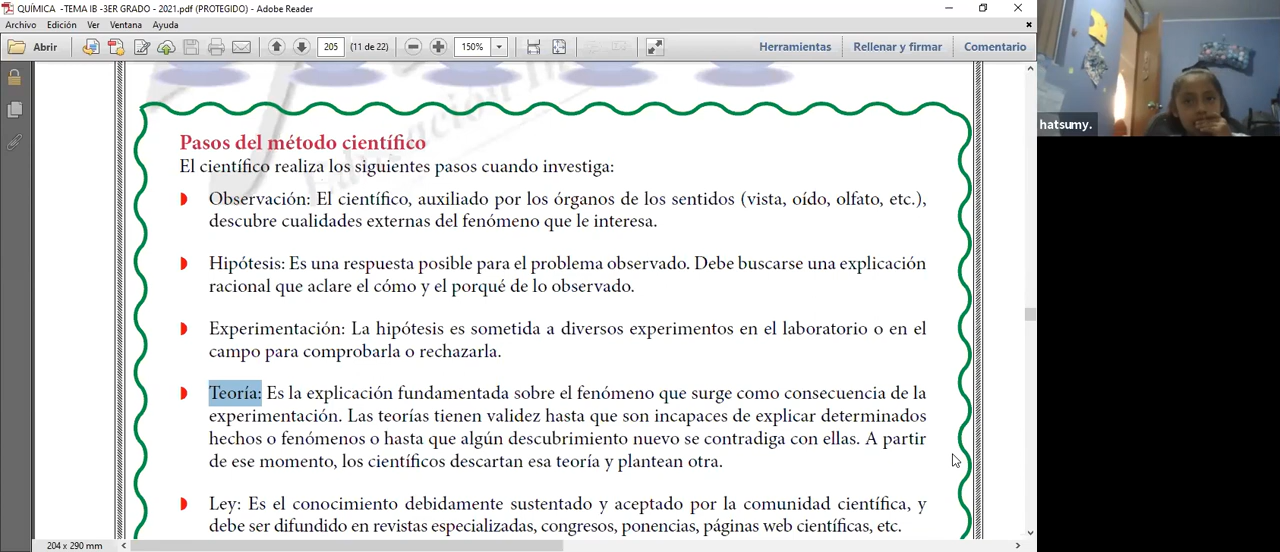 QUÍMICA -TEMA IB -3ER GRADO - 2021.pdf (PROTEGIDO) - Adobe Reader
Archivo Edición Ver Ventana Ayuda
Abrir 205 (11 de 22) 150% Herramientas Rellenar y firmar Comentario
hatsumy.
Pasos del método científico
El científico realiza los siguientes pasos cuando investiga:
Observación: El científico, auxiliado por los órganos de los sentidos (vista, oído, olfato, etc.),
descubre cualidades externas del fenómeno que le interesa.
Hipótesis: Es una respuesta posible para el problema observado. Debe buscarse una explicación
racional que aclare el cómo y el porqué de lo observado.
Experimentación: La hipótesis es sometida a diversos experimentos en el laboratorio o en el
campo para comprobarla o rechazarla.
Teoría: Es la explicación fundamentada sobre el fenómeno que surge como consecuencia de la
experimentación. Las teorías tienen validez hasta que son incapaces de explicar determinados
hechos o fenómenos o hasta que algún descubrimiento nuevo se contradiga con ellas. A partir
de ese momento, los científicos descartan esa teoría y plantean otra.
Ley: Es el conocimiento debidamente sustentado y aceptado por la comunidad científica, y
debe ser difundido en revistas especializadas, congresos, ponencias, páginas web científicas, etc.
204 x 290 mm